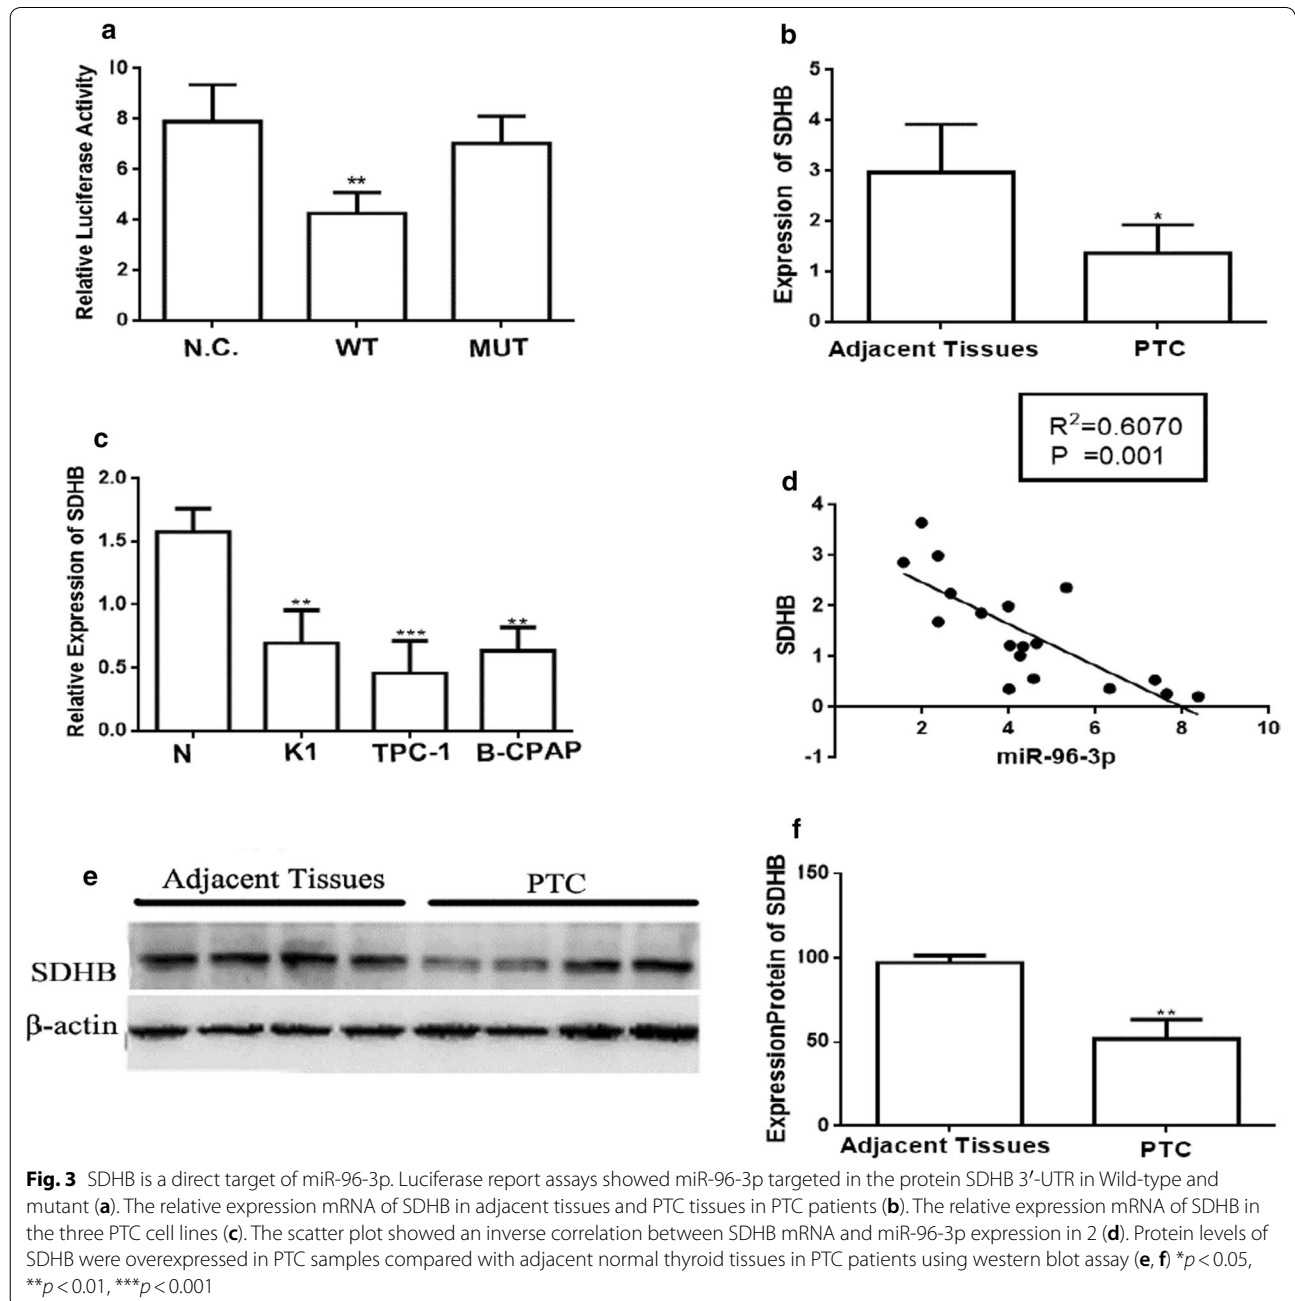 a
Relative Luciferase Activity
10
8
6
4
2
0
**
N.C. WT MUT
b
Expression of SDHB
5
4
3
2
1
0
*
Adjacent Tissues PTC
c
Relative Expression of SDHB
2.0
1.5
1.0
0.5
0.0
** *** **
N K1 TPC-1 B-CPAP
R²=0.6070
P =0.001
d
SDHB
4
3
2
1
0
-1
2 4 6 8 10
miR-96-3p
e
Adjacent Tissues PTC
SDHB
β-actin
f
ExpressionProtein of SDHB
150
100
50
0
**
Adjacent Tissues PTC
Fig. 3 SDHB is a direct target of miR-96-3p. Luciferase report assays showed miR-96-3p targeted in the protein SDHB 3′-UTR in Wild-type and
mutant (a). The relative expression mRNA of SDHB in adjacent tissues and PTC tissues in PTC patients (b). The relative expression mRNA of SDHB in
the three PTC cell lines (c). The scatter plot showed an inverse correlation between SDHB mRNA and miR-96-3p expression in 2 (d). Protein levels of
SDHB were overexpressed in PTC samples compared with adjacent normal thyroid tissues in PTC patients using western blot assay (e, f) *p < 0.05,
**p < 0.01, ***p < 0.001